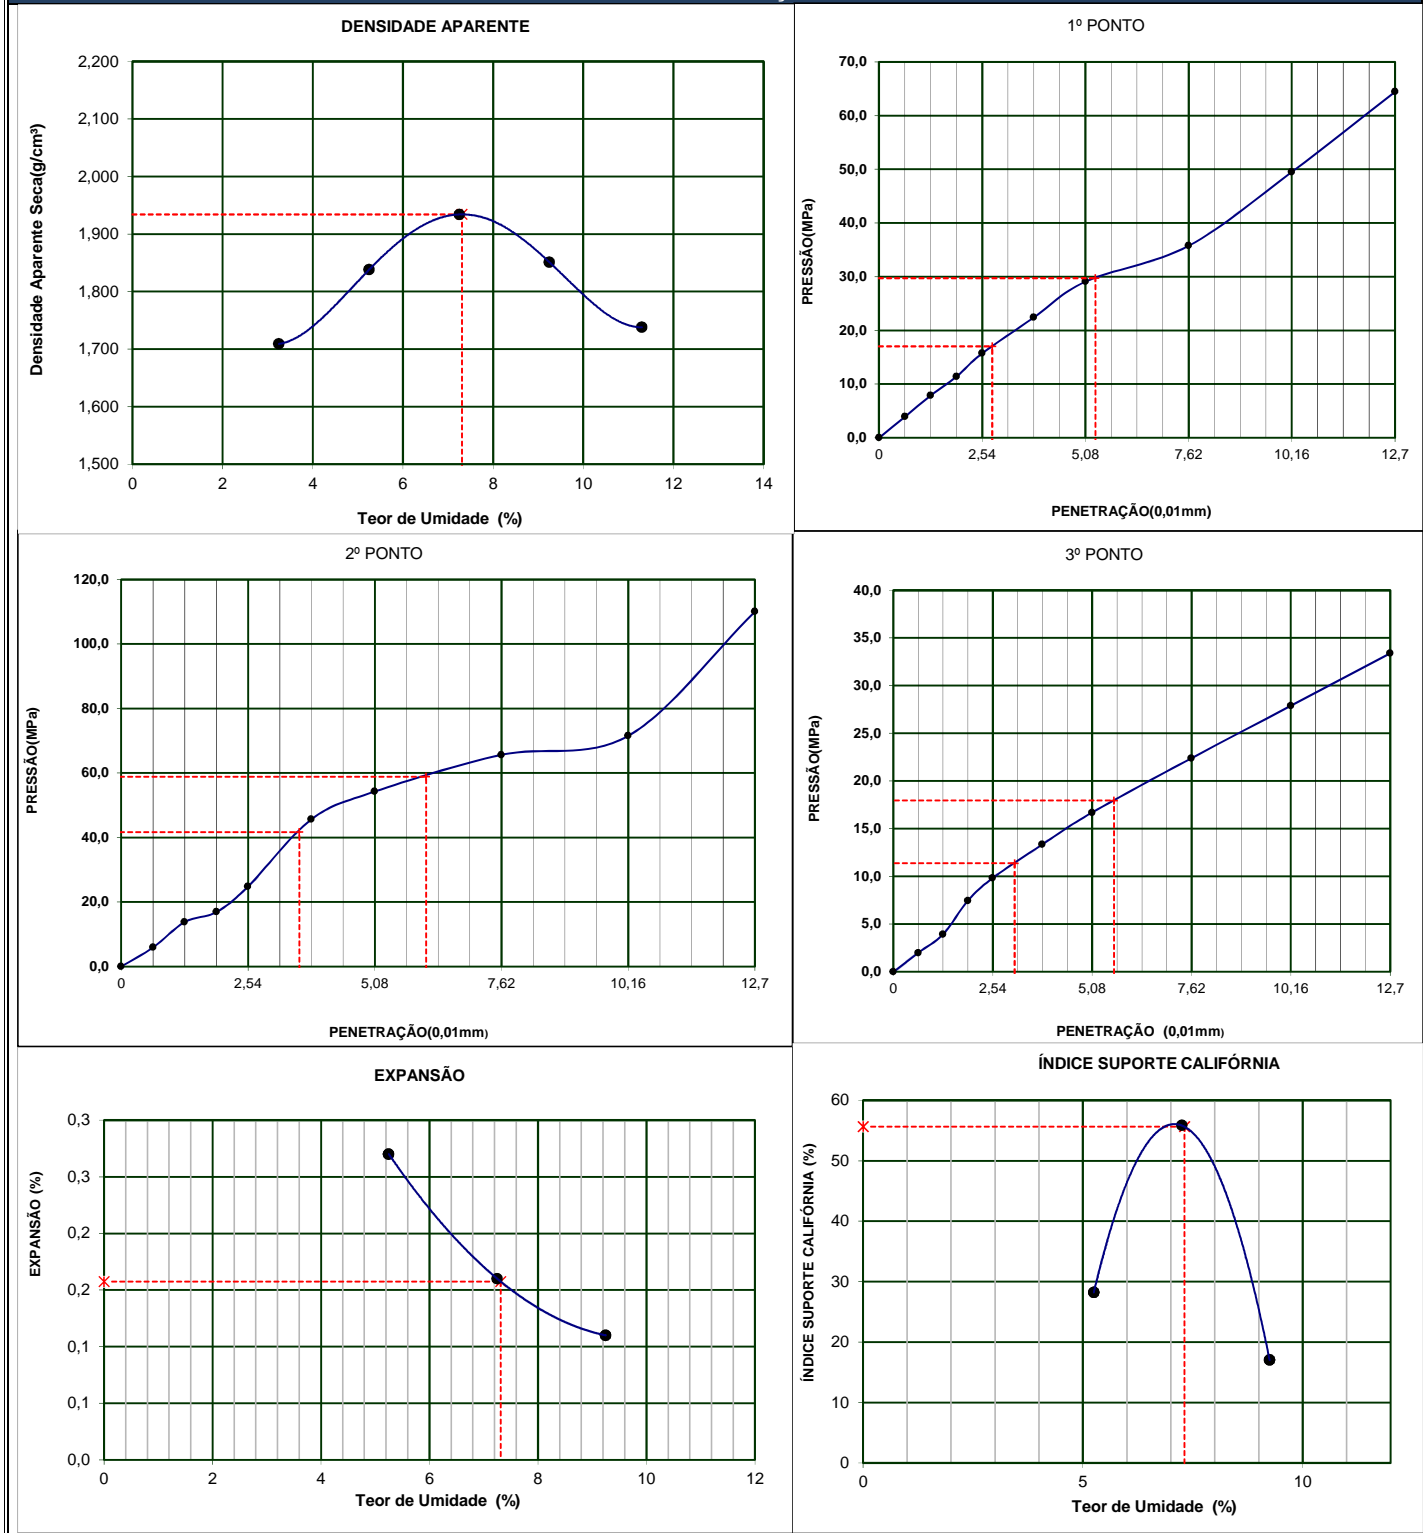 DENSIDADE APARENTE
2,200
2,100
2,000
1,900
1,800
1,700
1,600
1,500
Densidade Aparente Seca(g/cm³)
0 2 4 6 8 10 12 14
Teor de Umidade (%)
1º PONTO
70,0
60,0
50,0
40,0
30,0
20,0
10,0
0,0
PRESSÃO(MPa)
0 2,54 5,08 7,62 10,16 12,7
PENETRAÇÃO(0,01mm)
2º PONTO
120,0
100,0
80,0
60,0
40,0
20,0
0,0
PRESSÃO(MPa)
0 2,54 5,08 7,62 10,16 12,7
PENETRAÇÃO(0,01mm)
3º PONTO
40,0
35,0
30,0
25,0
20,0
15,0
10,0
5,0
0,0
PRESSÃO(MPa)
0 2,54 5,08 7,62 10,16 12,7
PENETRAÇÃO (0,01mm)
EXPANSÃO
0,3
0,3
0,2
0,2
0,1
0,1
0,0
EXPANSÃO (%)
0 2 4 6 8 10 12
Teor de Umidade (%)
ÍNDICE SUPORTE CALIFÓRNIA
60
50
40
30
20
10
0
ÍNDICE SUPORTE CALIFÓRNIA (%)
0 5 10
Teor de Umidade (%)